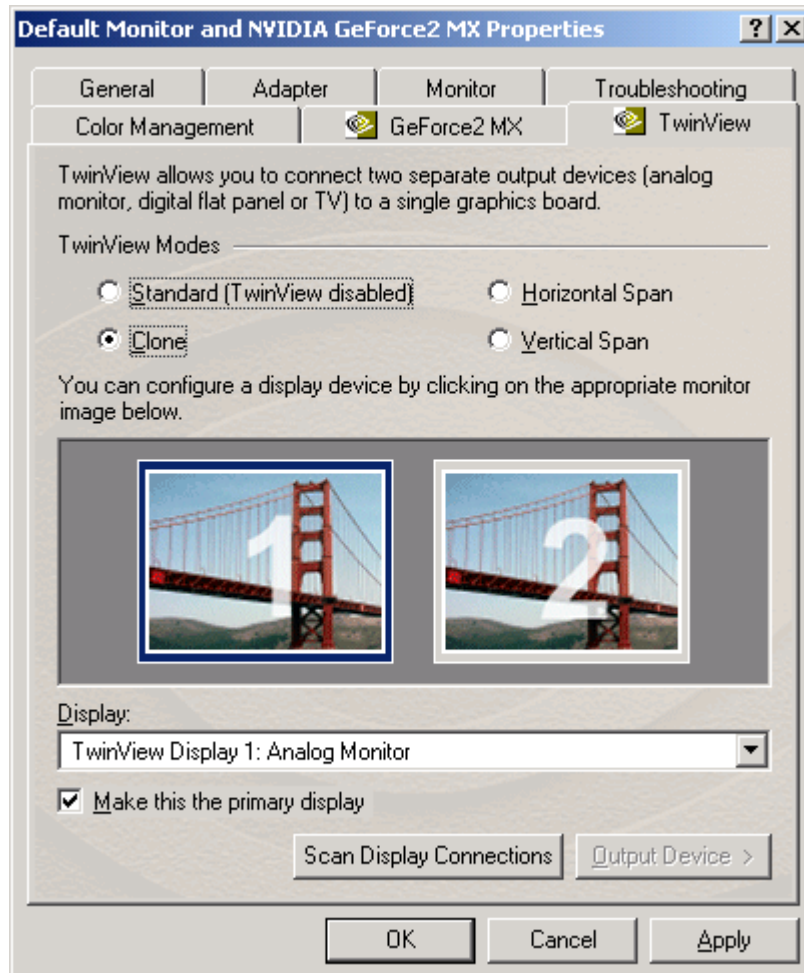 Default Monitor and NVIDIA GeForce2 MX Properties ? X
General Adapter Monitor Troubleshooting
Color Management GeForce2 MX TwinView
TwinView allows you to connect two separate output devices (analog
monitor, digital flat panel or TV) to a single graphics board.
TwinView Modes
Standard (TwinView disabled) Horizontal Span
Clone Vertical Span
You can configure a display device by clicking on the appropriate monitor
image below.
1 2
Display:
TwinView Display 1: Analog Monitor
Make this the primary display
Scan Display Connections Output Device >
OK Cancel Apply